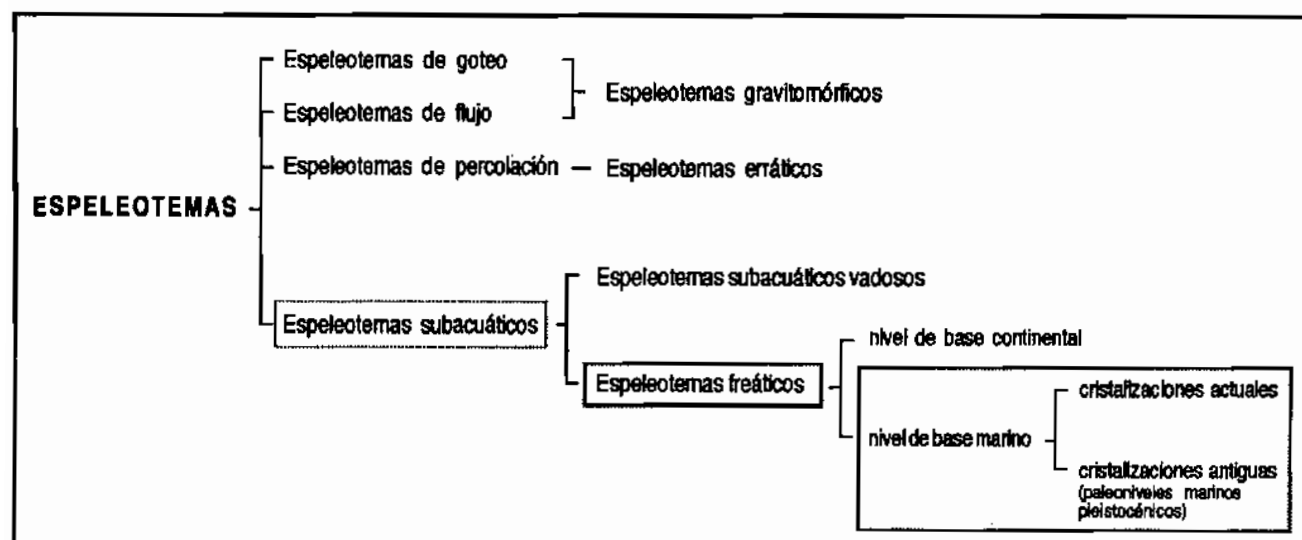 Espeleotemas de goteo
Espeleotemas gravitomórficos
Espeleotemas de flujo
Espeleotemas de percolación — Espeleotemas erráticos
ESPELEOTEMAS
Espeleotemas subacuáticos vadosos
Espeleotemas subacuáticos
nivel de base continental
Espeleotemas freáticos
cristalizaciones actuales
nivel de base marino
cristalizaciones antiguas
(paleoniveles marinos
pleistocénicos)